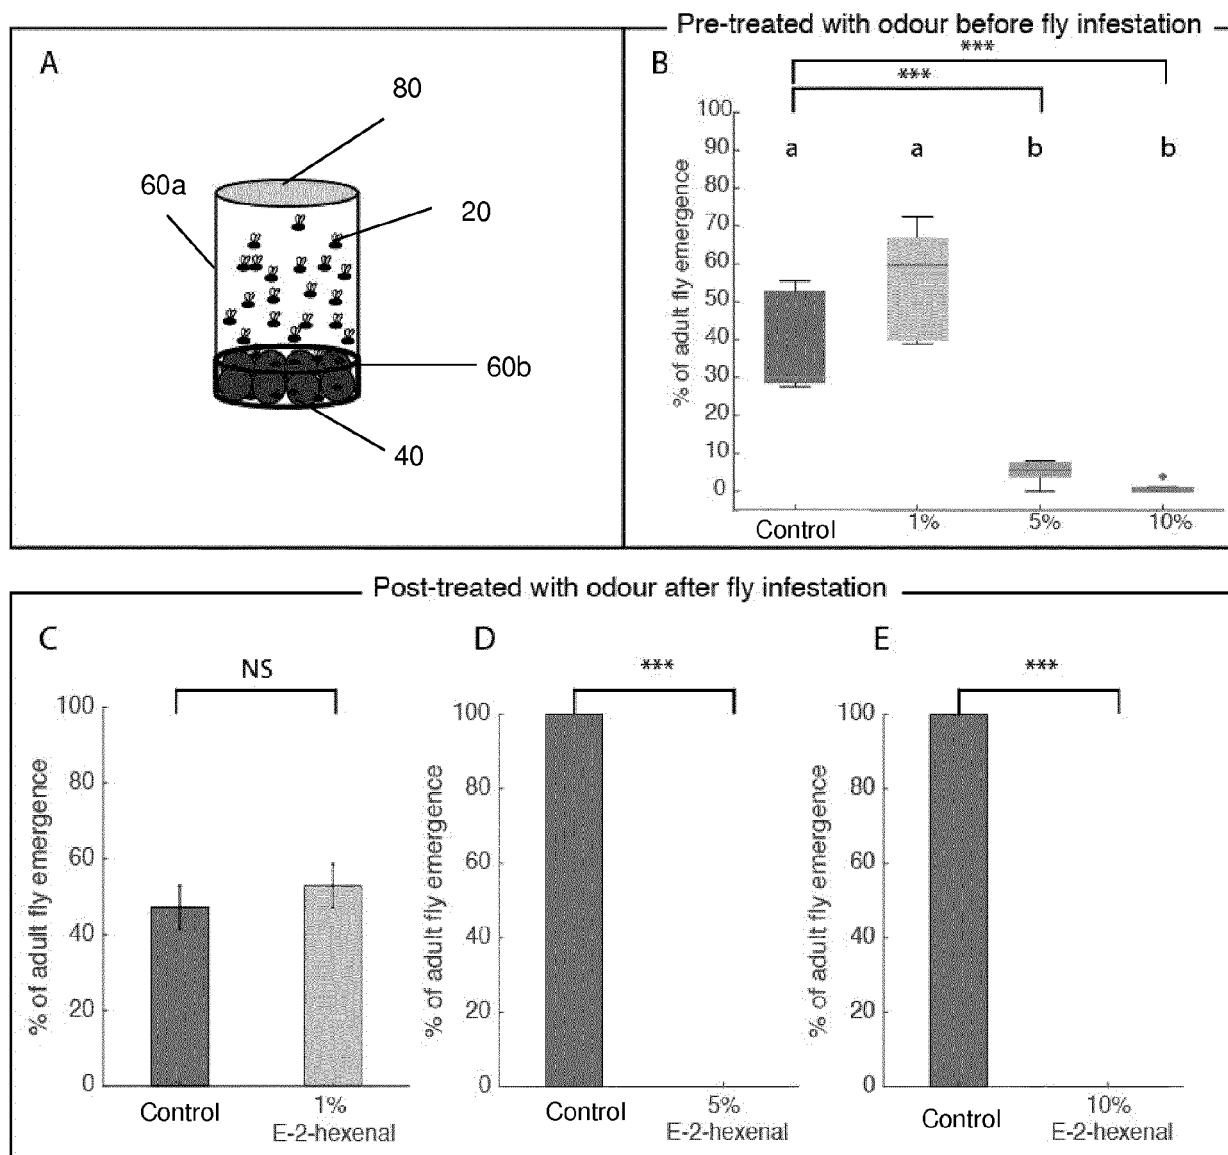 Pre-treated with odour before fly infestation
A
80
60a
20
60b
40
B
***
***
% of adult fly emergence
100
90
80
70
60
50
40
30
20
10
0
a a b b
Control 1% 5% 10%
Post-treated with odour after fly infestation
C
NS
% of adult fly emergence
100
80
60
40
20
0
Control 1%
E-2-hexenal
D
***
% of adult fly emergence
100
80
60
40
20
0
Control 5%
E-2-hexenal
E
***
% of adult fly emergence
100
80
60
40
20
0
Control 10%
E-2-hexenal